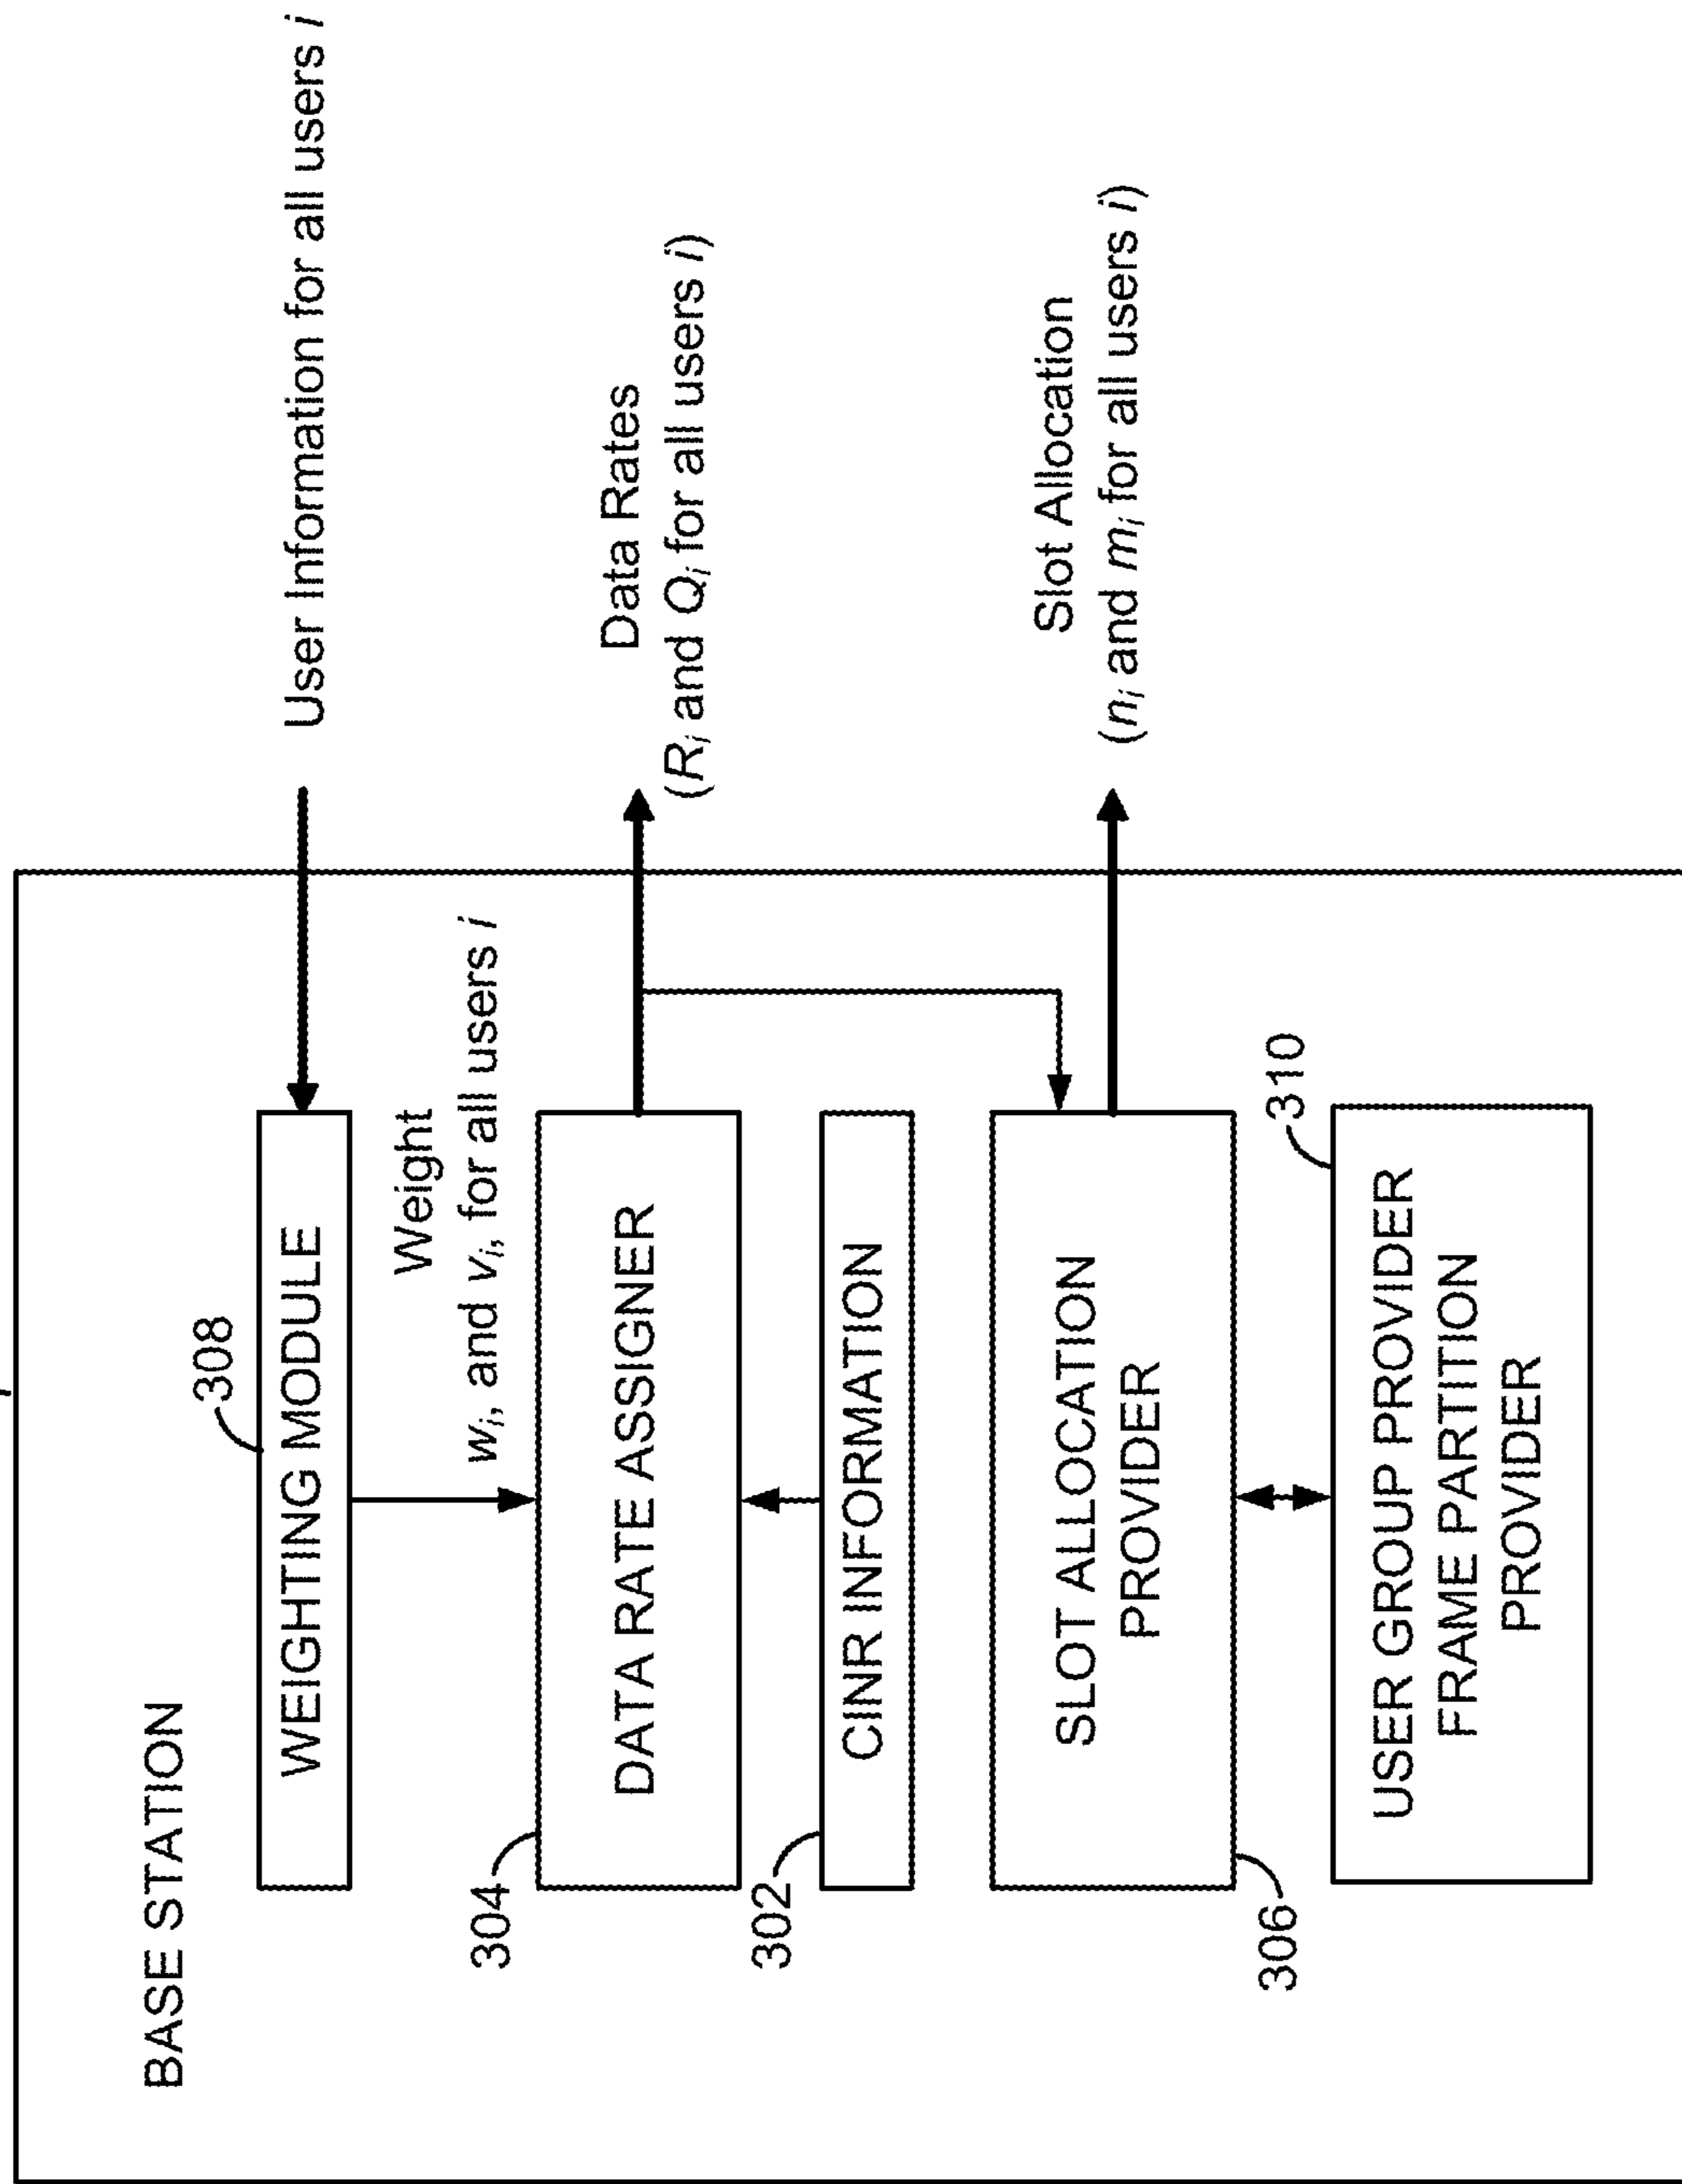 BASE STATION
308
WEIGHTING MODULE
User Information for all users i
Weight
wi, and vi, for all users i
304
DATA RATE ASSIGNER
Data Rates
(Ri and Qi for all users i)
302
CINR INFORMATION
SLOT ALLOCATION
PROVIDER
306
Slot Allocation
(ni and mi for all users i)
310
USER GROUP PROVIDER
FRAME PARTITION
PROVIDER